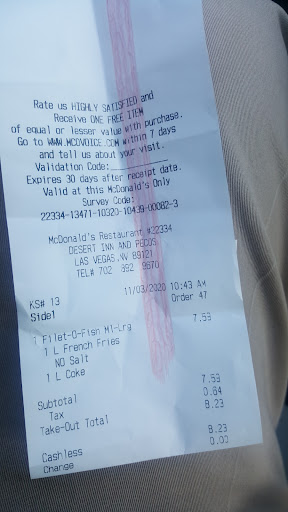 Rate us HIGHLY SATISFIED and
Receive ONE FREE ITEM
of equal or lesser value with purchase.
Go to WWW.MCDVOICE.COM within 7 days
and tell us about your visit.
Validation Code:
Expires 30 days after receipt date.
Valid at this McDonald's Only
Survey Code:
22334-13471-10320-10439-00082-3
McDonald's Restaurant #22334
DESERT INN AND PECOS
LAS VEGAS,NV 89121
TEL# 702 892 9670
KS# 13 11/03/2020 10:43 AM
Side1 Order 47
1 Filet-O-Fish Ml-Lrg 7.59
1 L French Fries
NO Salt
1 L Coke
Subtotal 7.59
Tax 0.64
Take-Out Total 8.23
Cashless 8.23
Change 0.00